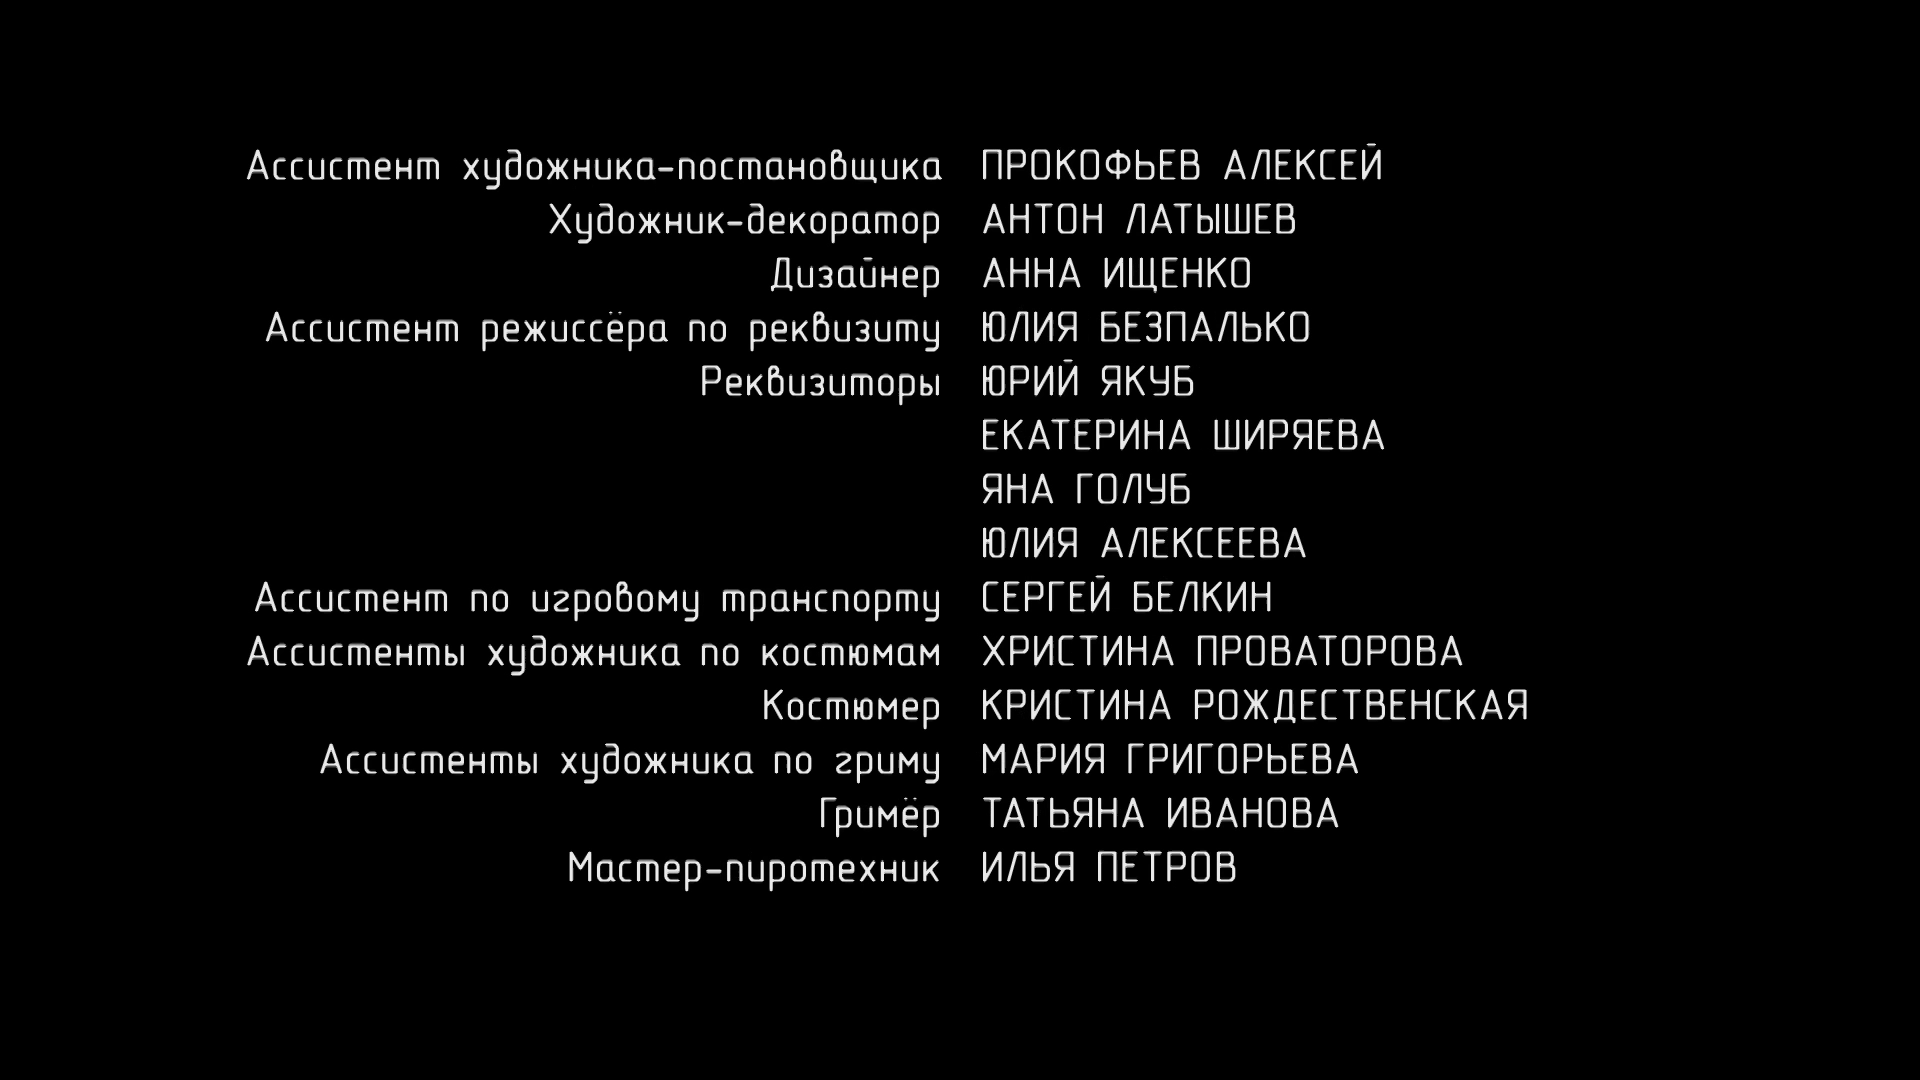 Ассистент художника-постановщика ПРОКОФЬЕВ АЛЕКСЕЙ
Художник-декоратор АНТОН ЛАТЫШЕВ
Дизайнер АННА ИЩЕНКО
Ассистент режиссёра по реквизиту ЮЛИЯ БЕЗПАЛЬКО
Реквизиторы ЮРИЙ ЯКУБ
ЕКАТЕРИНА ШИРЯЕВА
ЯНА ГОЛУБ
ЮЛИЯ АЛЕКСЕЕВА
Ассистент по игровому транспорту СЕРГЕЙ БЕЛКИН
Ассистенты художника по костюмам ХРИСТИНА ПРОВАТОРОВА
Костюмер КРИСТИНА РОЖДЕСТВЕНСКАЯ
Ассистенты художника по гриму МАРИЯ ГРИГОРЬЕВА
Гримёр ТАТЬЯНА ИВАНОВА
Мастер-пиротехник ИЛЬЯ ПЕТРОВ